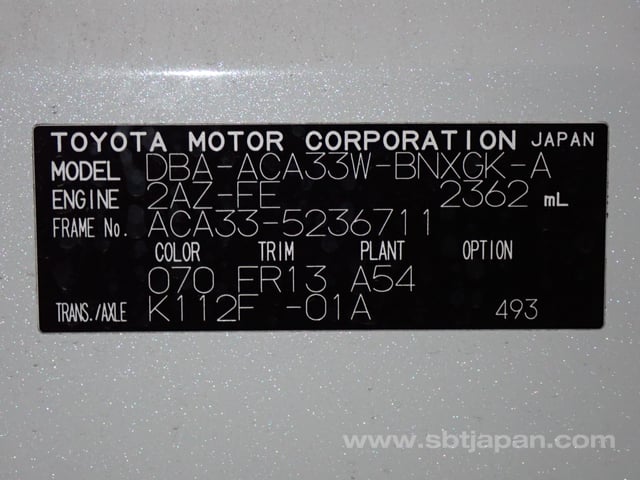 TOYOTA MOTOR CORPORATION JAPAN
MODEL DBA-ACA33W-BNXGK-A
ENGINE 2AZ-FE 2362 mL
FRAME No. ACA33-5236711
COLOR TRIM PLANT OPTION
070 FR13 A54
TRANS./AXLE K112F -01A 493
www.sbtjapan.com